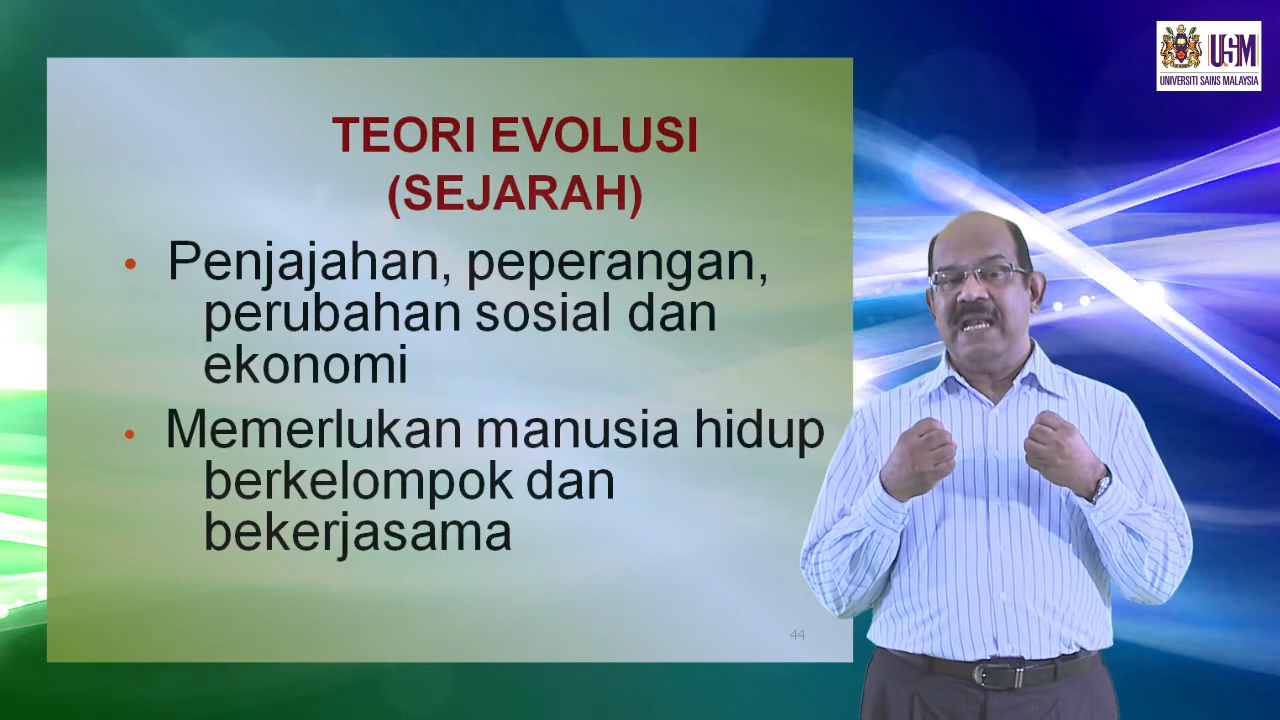 USM
UNIVERSITI SAINS MALAYSIA
TEORI EVOLUSI
(SEJARAH)
• Penjajahan, peperangan,
perubahan sosial dan
ekonomi
• Memerlukan manusia hidup
berkelompok dan
bekerjasama
44